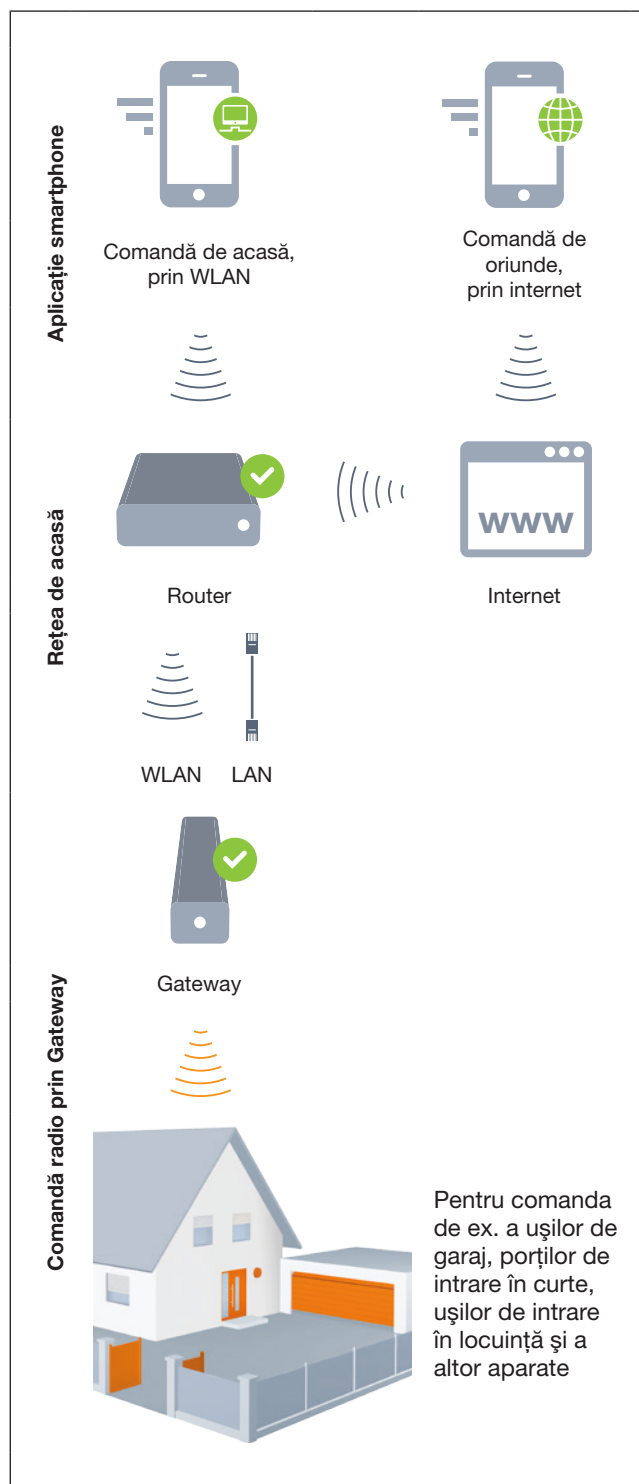 Aplicație smartphone
Comandă de acasă,
prin WLAN
Comandă de
oriunde,
prin internet
Rețea de acasă
www
Router
Internet
WLAN
LAN
Comandă radio prin Gateway
Gateway
Pentru comanda
de ex. a uşilor de
garaj, porților de
intrare în curte,
uşilor de intrare
în locuință şi a
altor aparate